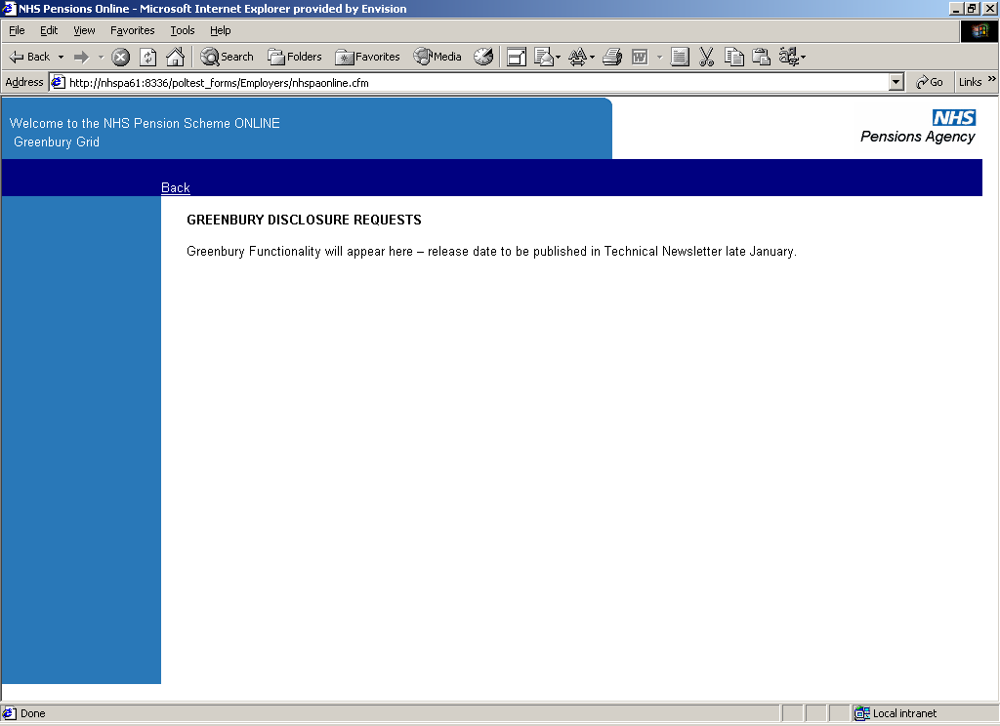 NHS Pensions Online - Microsoft Internet Explorer provided by Envision
File Edit View Favorites Tools Help
Back Search Folders Favorites Media
Address http://nhspa61:8336/poltest_forms/Employers/nhspaonline.cfm Go Links »
Welcome to the NHS Pension Scheme ONLINE
Greenbury Grid
NHS
Pensions Agency
Back
GREENBURY DISCLOSURE REQUESTS
Greenbury Functionality will appear here – release date to be published in Technical Newsletter late January.
Done Local intranet